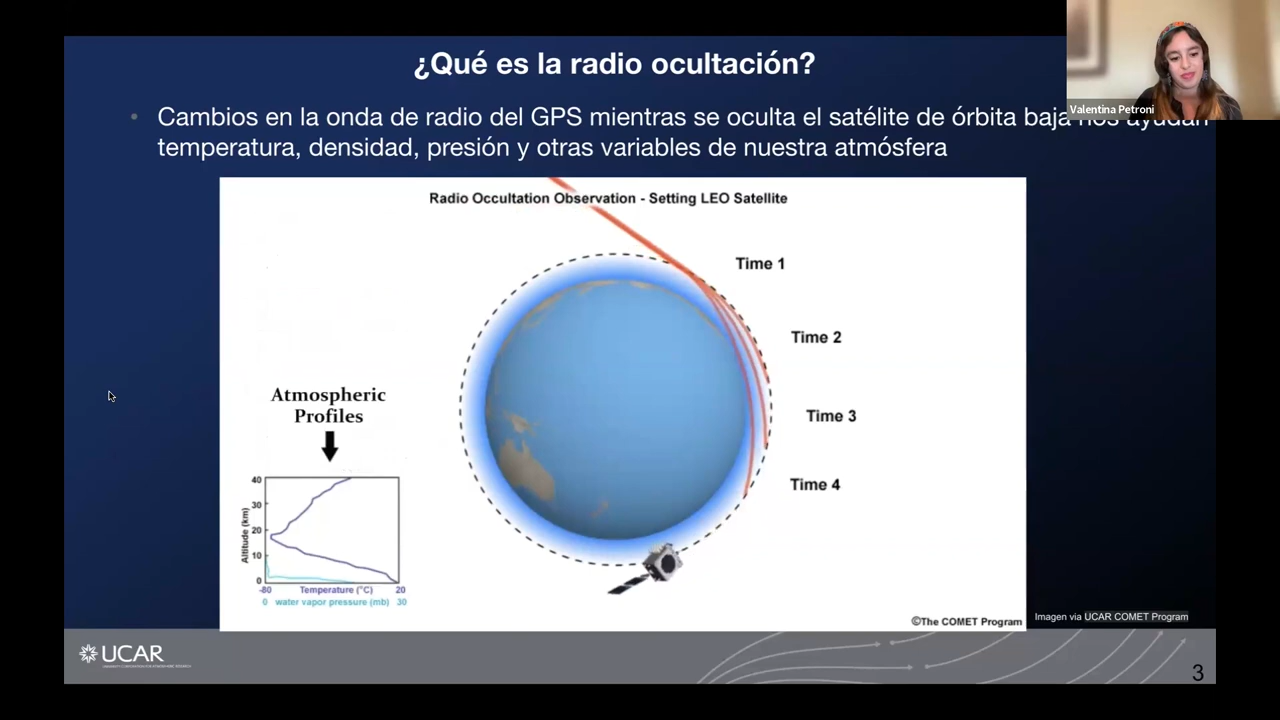 ¿Qué es la radio ocultación?
Valentina Petroni
• Cambios en la onda de radio del GPS mientras se oculta el satélite de órbita baja nos ayudan
temperatura, densidad, presión y otras variables de nuestra atmósfera
Radio Occultation Observation - Setting LEO Satellite
Time 1
Time 2
Time 3
Time 4
Atmospheric
Profiles
Altitude (km)
40
30
20
10
0
-80 Temperature (°C) 20
0 water vapor pressure (mb) 30
©The COMET Program
Imagen via UCAR COMET Program
UCAR
3